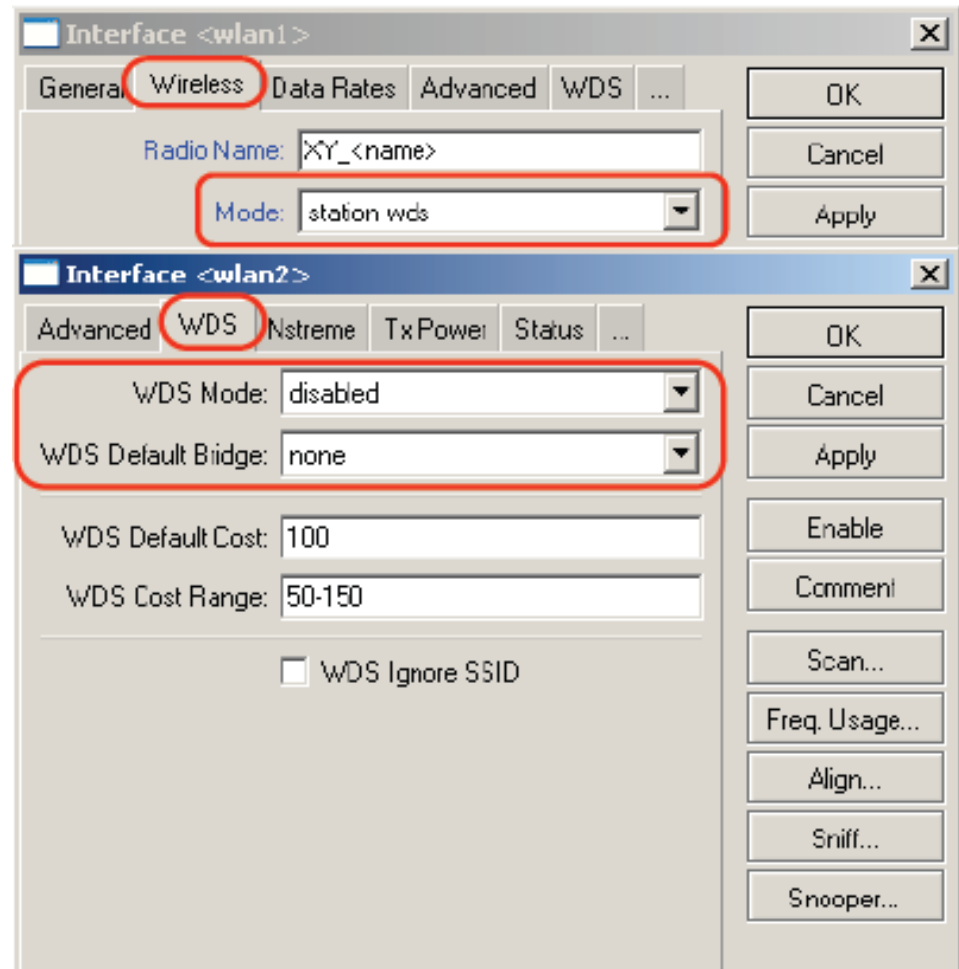 Interface <wlan1>
General Wireless Data Rates Advanced WDS ...
OK
Radio Name: XY_<name>
Cancel
Mode: station wds
Apply
Interface <wlan2>
Advanced WDS Nstreme Tx Power Status ...
OK
WDS Mode: disabled
Cancel
WDS Default Bridge: none
Apply
WDS Default Cost: 100
Enable
WDS Cost Range: 50-150
Comment
WDS Ignore SSID
Scan...
Freq. Usage...
Align...
Sniff...
Snooper...